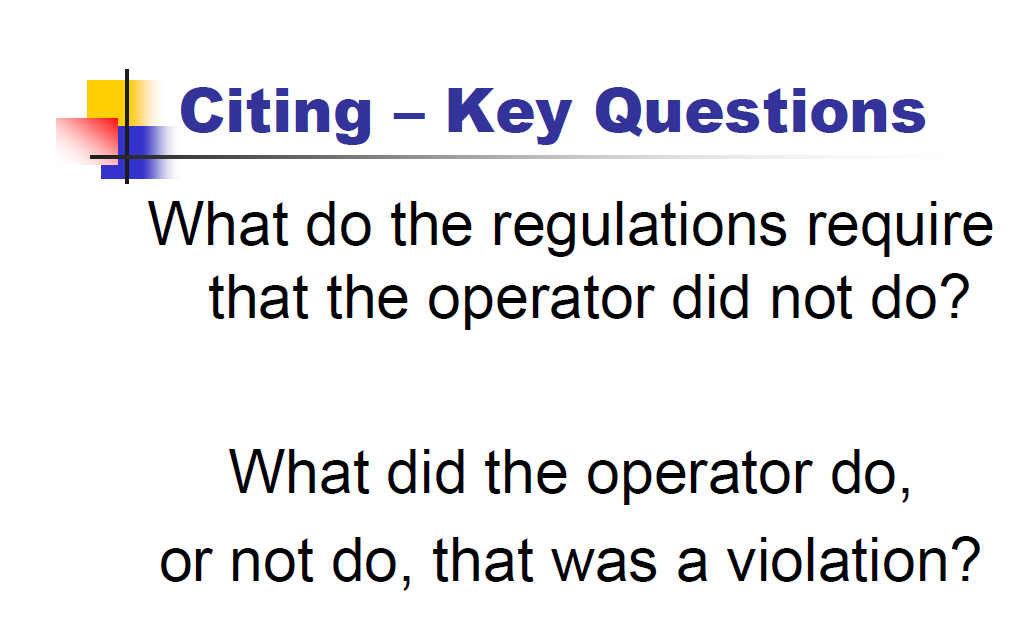 Citing – Key Questions
What do the regulations require
that the operator did not do?
What did the operator do,
or not do, that was a violation?